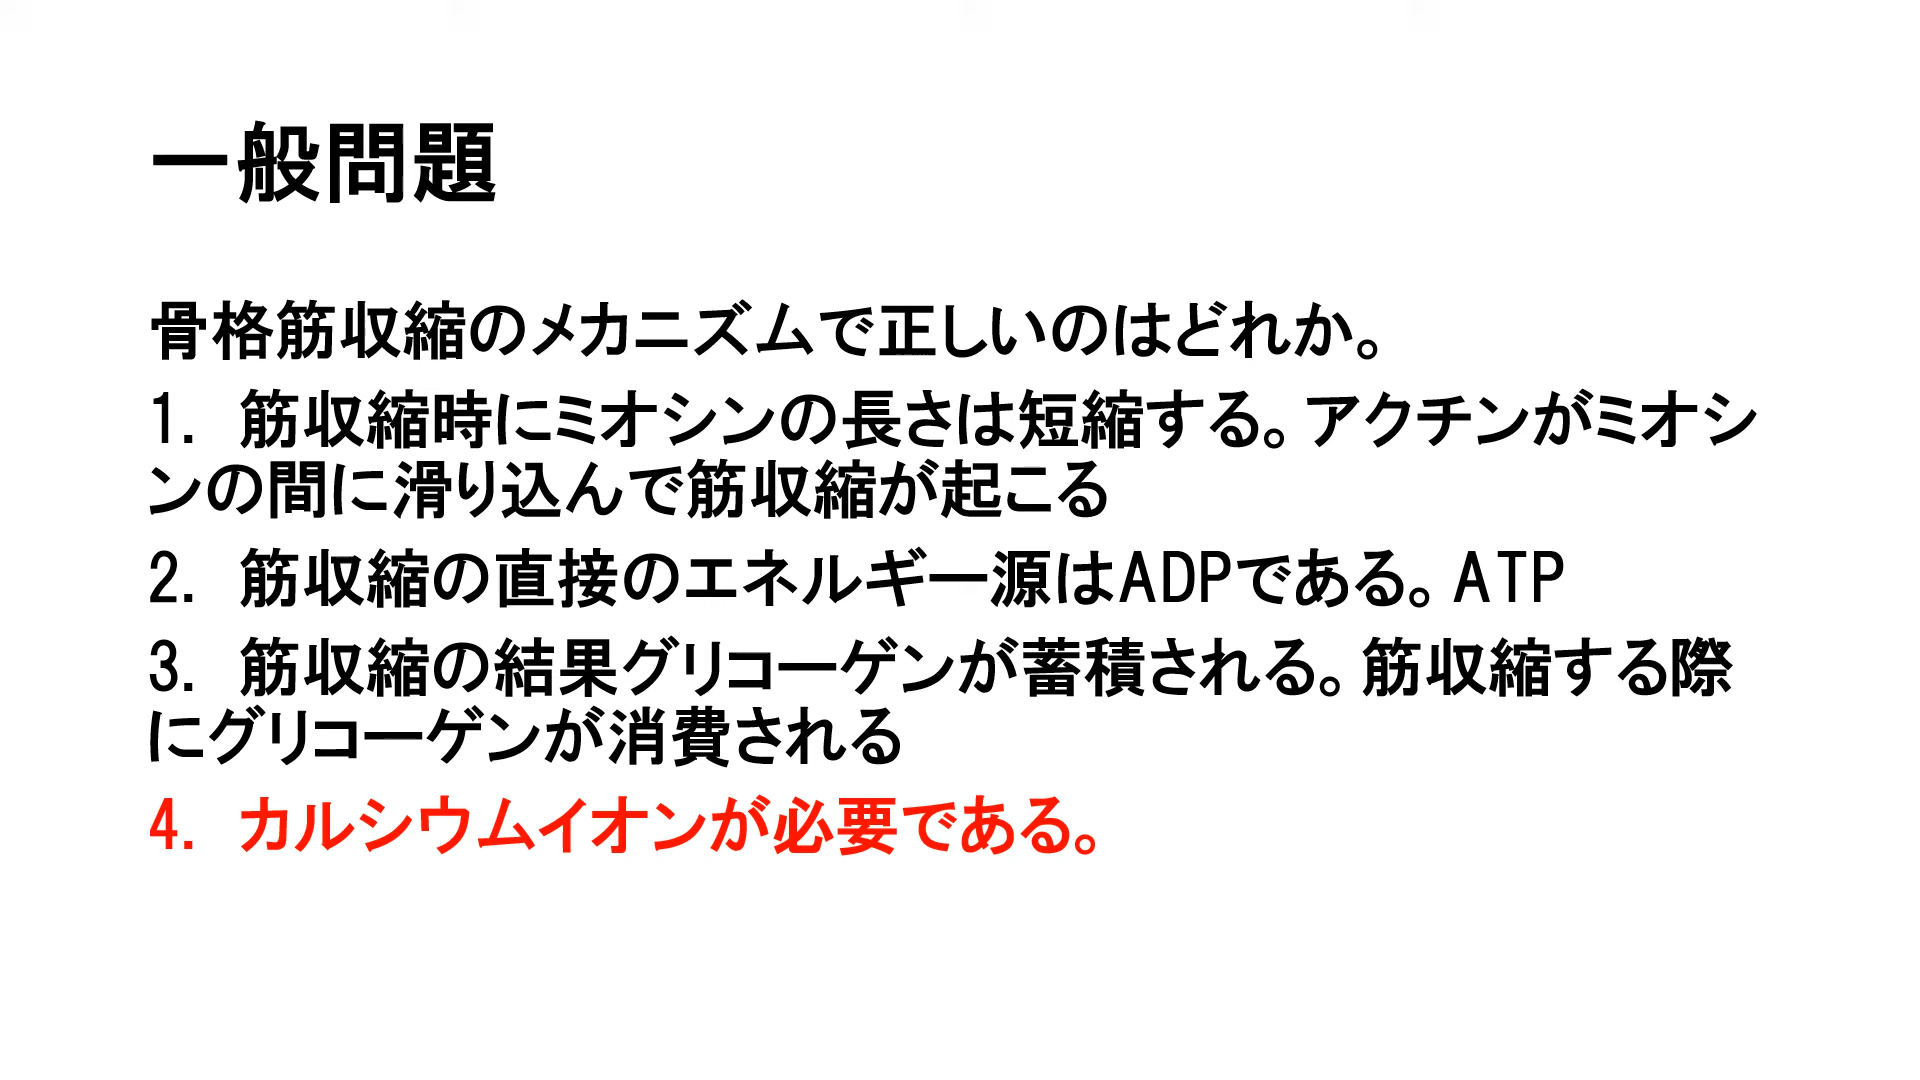 一般問題
骨格筋収縮のメカニズムで正しいのはどれか。
1. 筋収縮時にミオシンの長さは短縮する。アクチンがミオシ
ンの間に滑り込んで筋収縮が起こる
2. 筋収縮の直接のエネルギー源はADPである。ATP
3. 筋収縮の結果グリコーゲンが蓄積される。筋収縮する際
にグリコーゲンが消費される
4. カルシウムイオンが必要である。